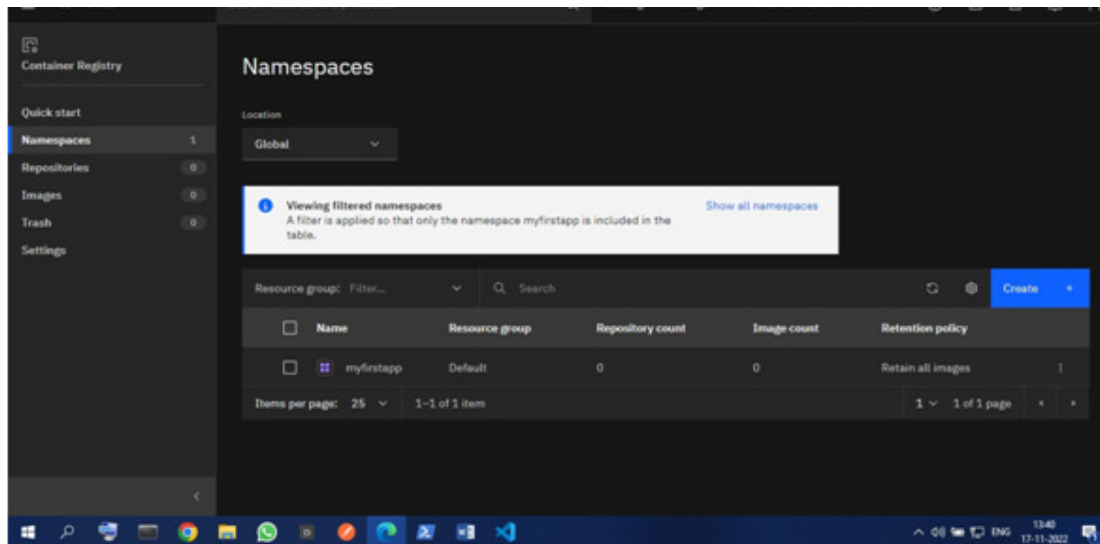 Container Registry
Namespaces
Quick start
Location
Namespaces 1
Global
Repositories 0
Images 0
Trash 0
Settings
Viewing filtered namespaces
Show all namespaces
A filter is applied so that only the namespace myfirstapp is included in the
table.
Resource group: Filter... Search Create +
Name Resource group Repository count Image count Retention policy
myfirstapp Default 0 0 Retain all images
Items per page: 25 1–1 of 1 item 1 1 of 1 page
ENG 13:40
17-11-2022